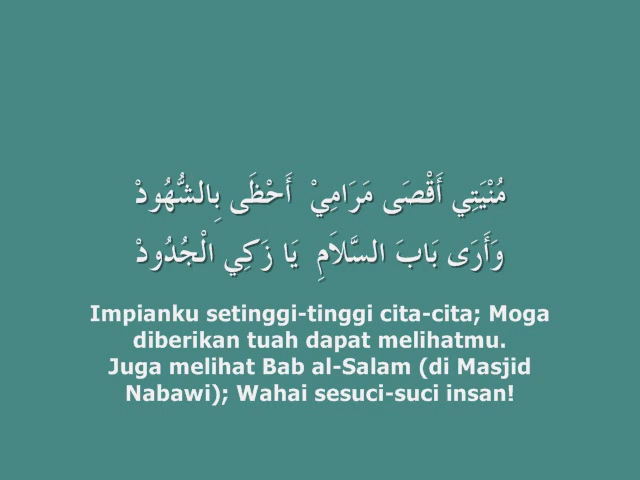 مُنْيَتِي أَقْصَى مَرَامِيْ أَحْظَى بِالشُّهُودْ
وَأَرَى بَابَ السَّلاَمِ يَا زَكِي الْجُدُودْ
Impianku setinggi-tinggi cita-cita; Moga
diberikan tuah dapat melihatmu.
Juga melihat Bab al-Salam (di Masjid
Nabawi); Wahai sesuci-suci insan!